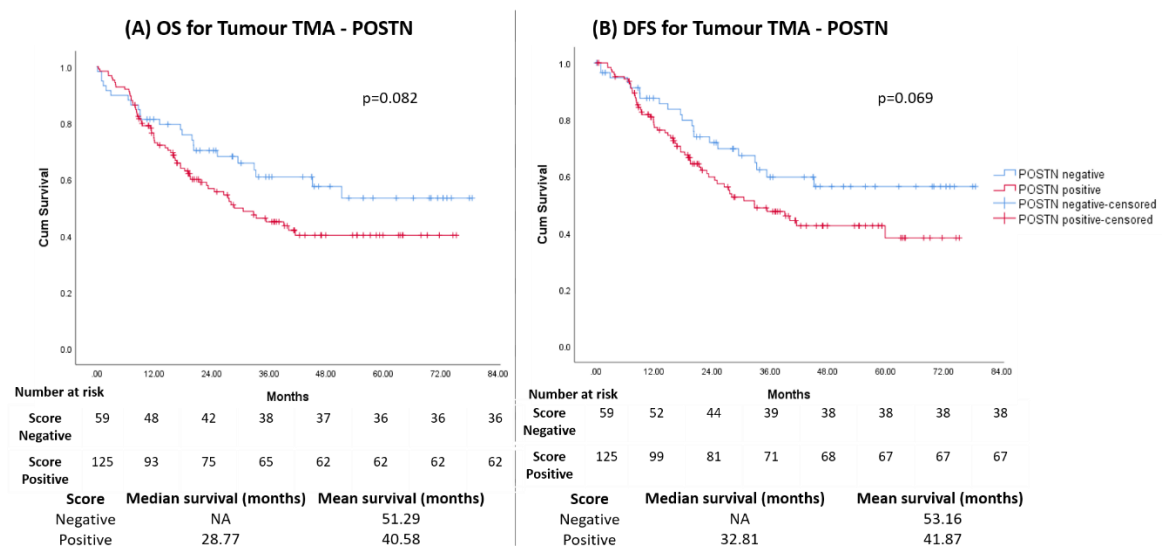 (A) OS for Tumour TMA - POSTN
p=0.082
Cum Survival
1.0
0.8
0.6
0.4
0.2
0.0
.00 12.00 24.00 36.00 48.00 60.00 72.00 84.00
Months
Number at risk
Score Negative 59 48 42 38 37 36 36 36
Score Positive 125 93 75 65 62 62 62 62
Score Median survival (months) Mean survival (months)
Negative NA 51.29
Positive 28.77 40.58
(B) DFS for Tumour TMA - POSTN
p=0.069
Cum Survival
1.0
0.8
0.6
0.4
0.2
0.0
.00 12.00 24.00 36.00 48.00 60.00 72.00 84.00
Months
POSTN negative
POSTN positive
POSTN negative-censored
POSTN positive-censored
Number at risk
Score Negative 59 52 44 39 38 38 38 38
Score Positive 125 99 81 71 68 67 67 67
Score Median survival (months) Mean survival (months)
Negative NA 53.16
Positive 32.81 41.87